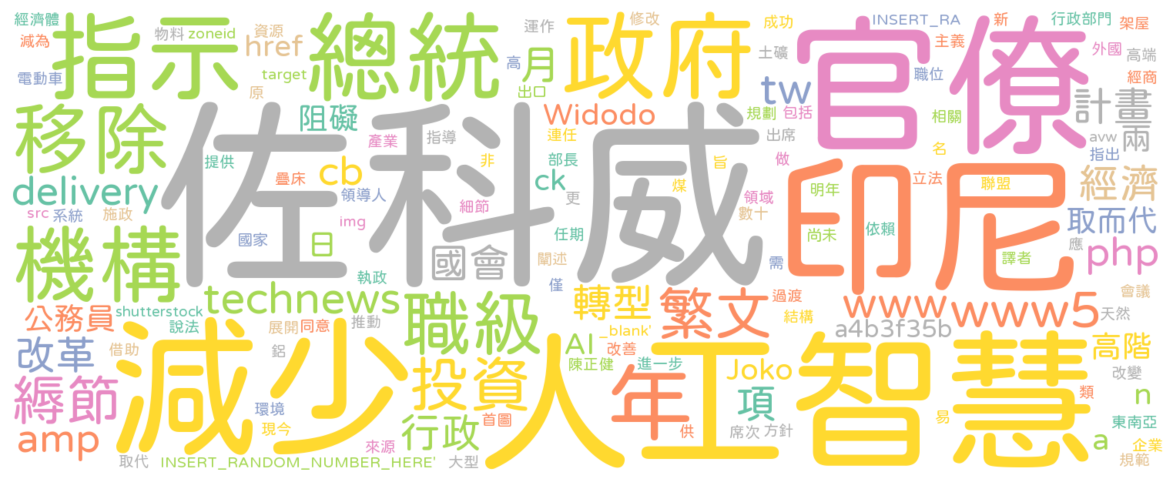 經濟體 指示 物料 zoneid 資源 總統 運作 修改 成功 INSERT_RA 新 行政部門 架屋
減為 href 月 政府 官僚 主義 外國 高端
電動車 target 高 土礦 職位 經商
移除 原 阻礙 出口 tw 計畫 兩
Widodo 規劃 包括 相關 avw
佐科威 產業 指導 連任 出席 名 指出
提供 非 部長 旨 做 印尼 立法 聯盟 經濟
delivery 疊床 cb 領導人 ck 煤 領域 明年
src 系統 施政 img 細節 更 數十 依賴 取而代
機構 國家 日 國會 闡述 任期 需 尚未 應 譯者 php
執政 僅
technews 職級 轉型 繁文 過渡 www www5 會議
公務員 shutterstock 說法 展開 同意 推動 結構 a4b3f35b 天然
改革 借助 鋁 _blank' AI 改善 高階
減少 投資 人工智慧 陳正健 進一步 Joko 改變
縟節 環境 年 項 類 n
行政 首圖 易 東南亞
amp 現今 來源 供 席次 方針 a 企業
取代 INSERT_RANDOM_NUMBER_HERE' 大型 規範